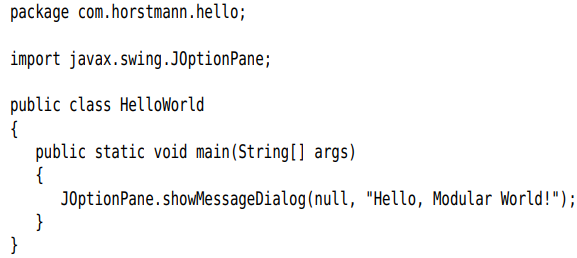 package com.horstmann.hello;
import javax.swing.JOptionPane;
public class HelloWorld
{
   public static void main(String[] args)
   {
      JOptionPane.showMessageDialog(null, "Hello, Modular World!");
   }
}